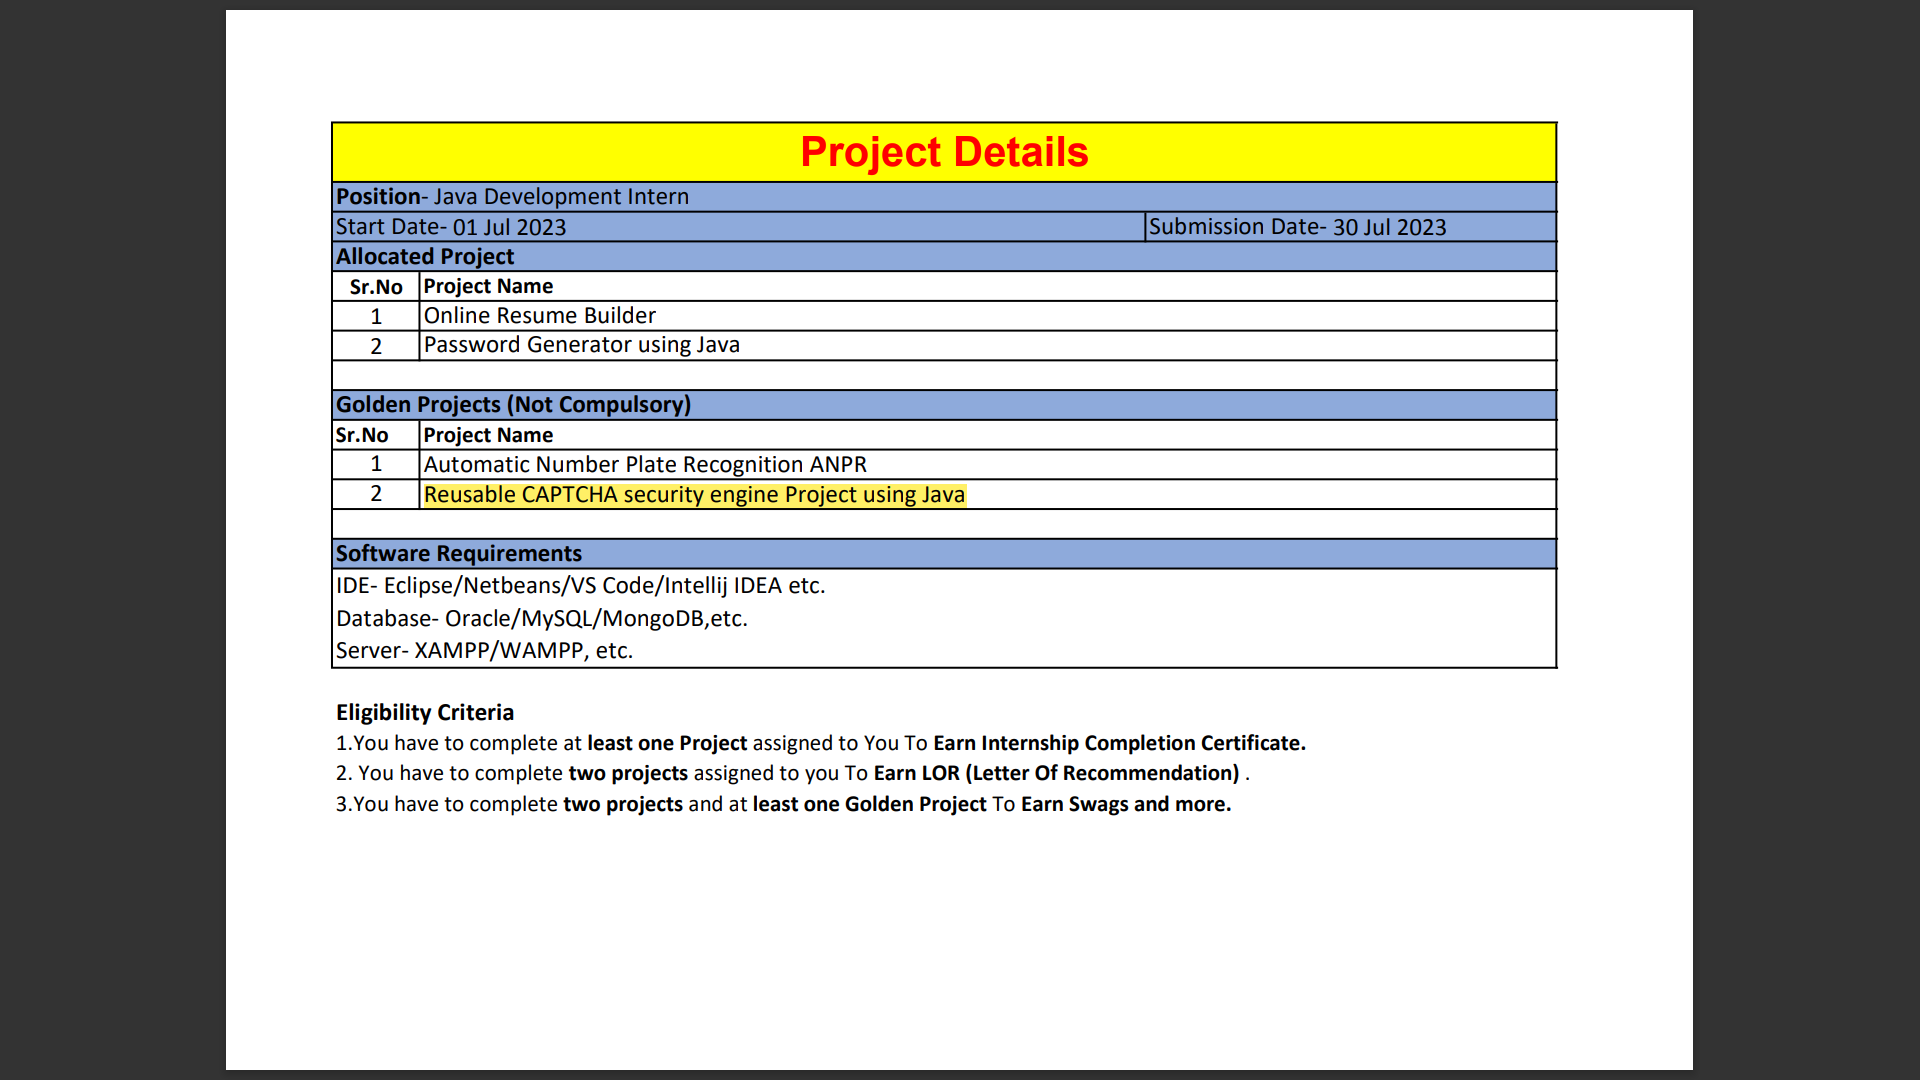 Project Details
Position- Java Development Intern
Start Date- 01 Jul 2023 Submission Date- 30 Jul 2023
Allocated Project
Sr.No Project Name
1 Online Resume Builder
2 Password Generator using Java
Golden Projects (Not Compulsory)
Sr.No Project Name
1 Automatic Number Plate Recognition ANPR
2 Reusable CAPTCHA security engine Project using Java
Software Requirements
IDE- Eclipse/Netbeans/VS Code/Intellij IDEA etc.
Database- Oracle/MySQL/MongoDB,etc.
Server- XAMPP/WAMPP, etc.
Eligibility Criteria
1.You have to complete at least one Project assigned to You To Earn Internship Completion Certificate.
2. You have to complete two projects assigned to you To Earn LOR (Letter Of Recommendation) .
3.You have to complete two projects and at least one Golden Project To Earn Swags and more.